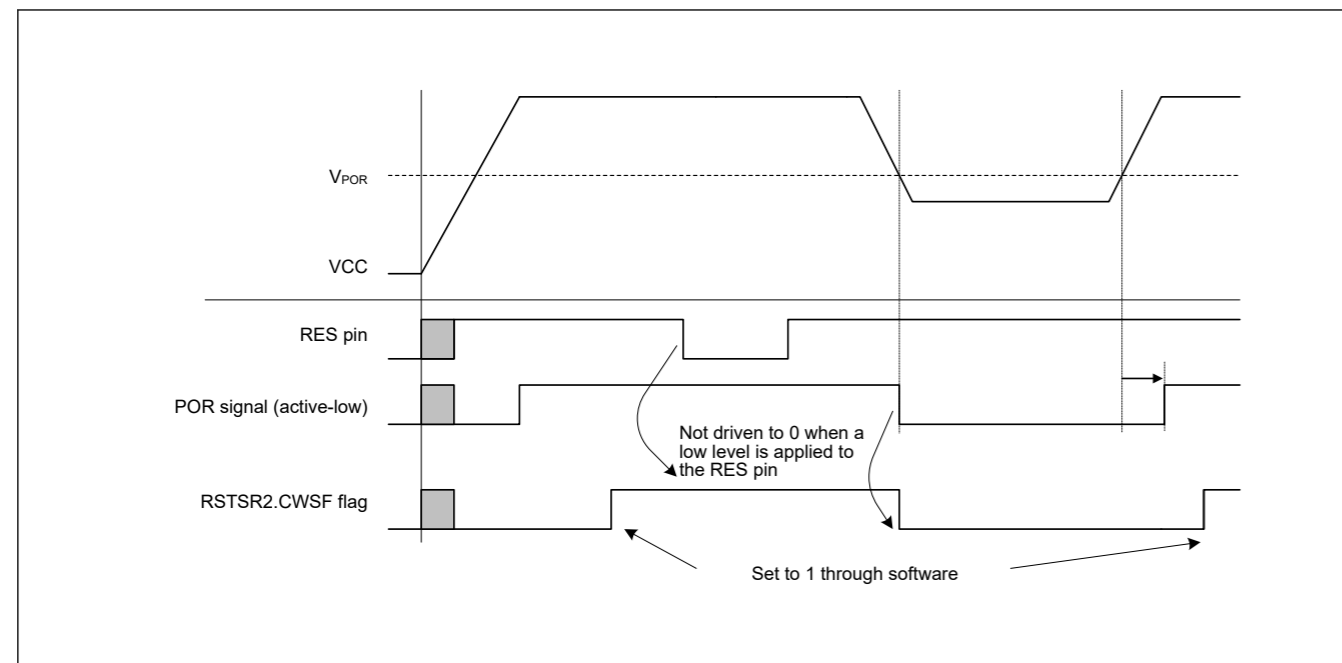 VPOR
VCC
RES pin
POR signal (active-low)
Not driven to 0 when a
low level is applied to
the RES pin
RSTSR2.CWSF flag
Set to 1 through software